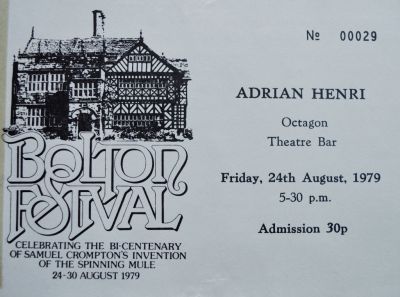 Bolton
Festival
CELEBRATING THE BI-CENTENARY
OF SAMUEL CROMPTON'S INVENTION
OF THE SPINNING MULE
24-30 AUGUST 1979
№ 00029
ADRIAN HENRI
Octagon
Theatre Bar
Friday, 24th August, 1979
5-30 p.m.
Admission 30p